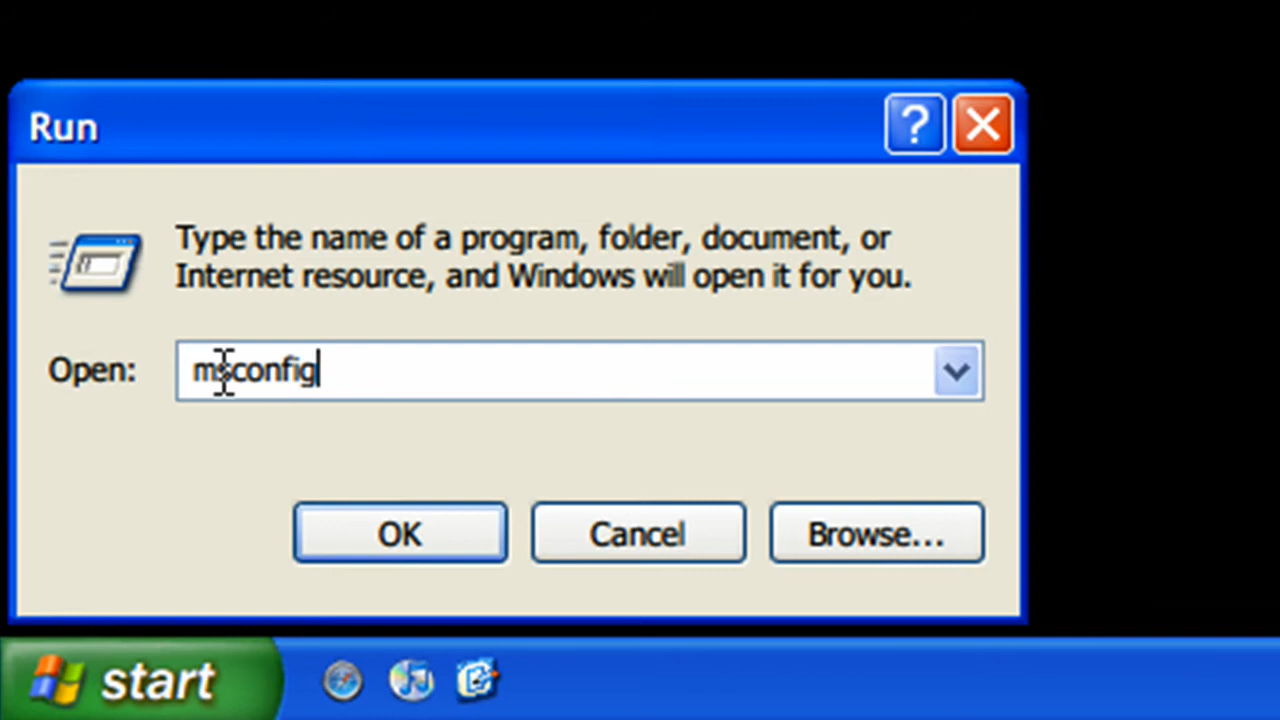 Run
Type the name of a program, folder, document, or
Internet resource, and Windows will open it for you.
Open: msconfig
OK Cancel Browse...
start